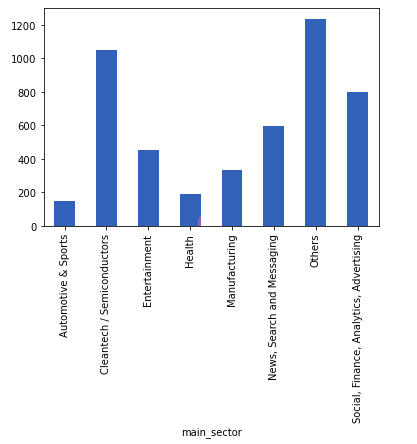 1200
1000
800
600
400
200
0
Automotive & Sports
Cleantech / Semiconductors
Entertainment
Health
Manufacturing
News, Search and Messaging
Others
Social, Finance, Analytics, Advertising
main_sector